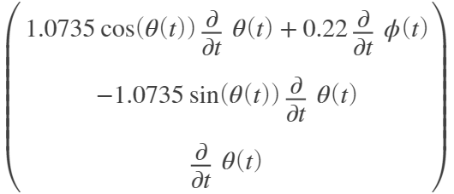 1.0735 cos(θ(t)) ∂/∂t θ(t) + 0.22 ∂/∂t ϕ(t)
−1.0735 sin(θ(t)) ∂/∂t θ(t)
∂/∂t θ(t)